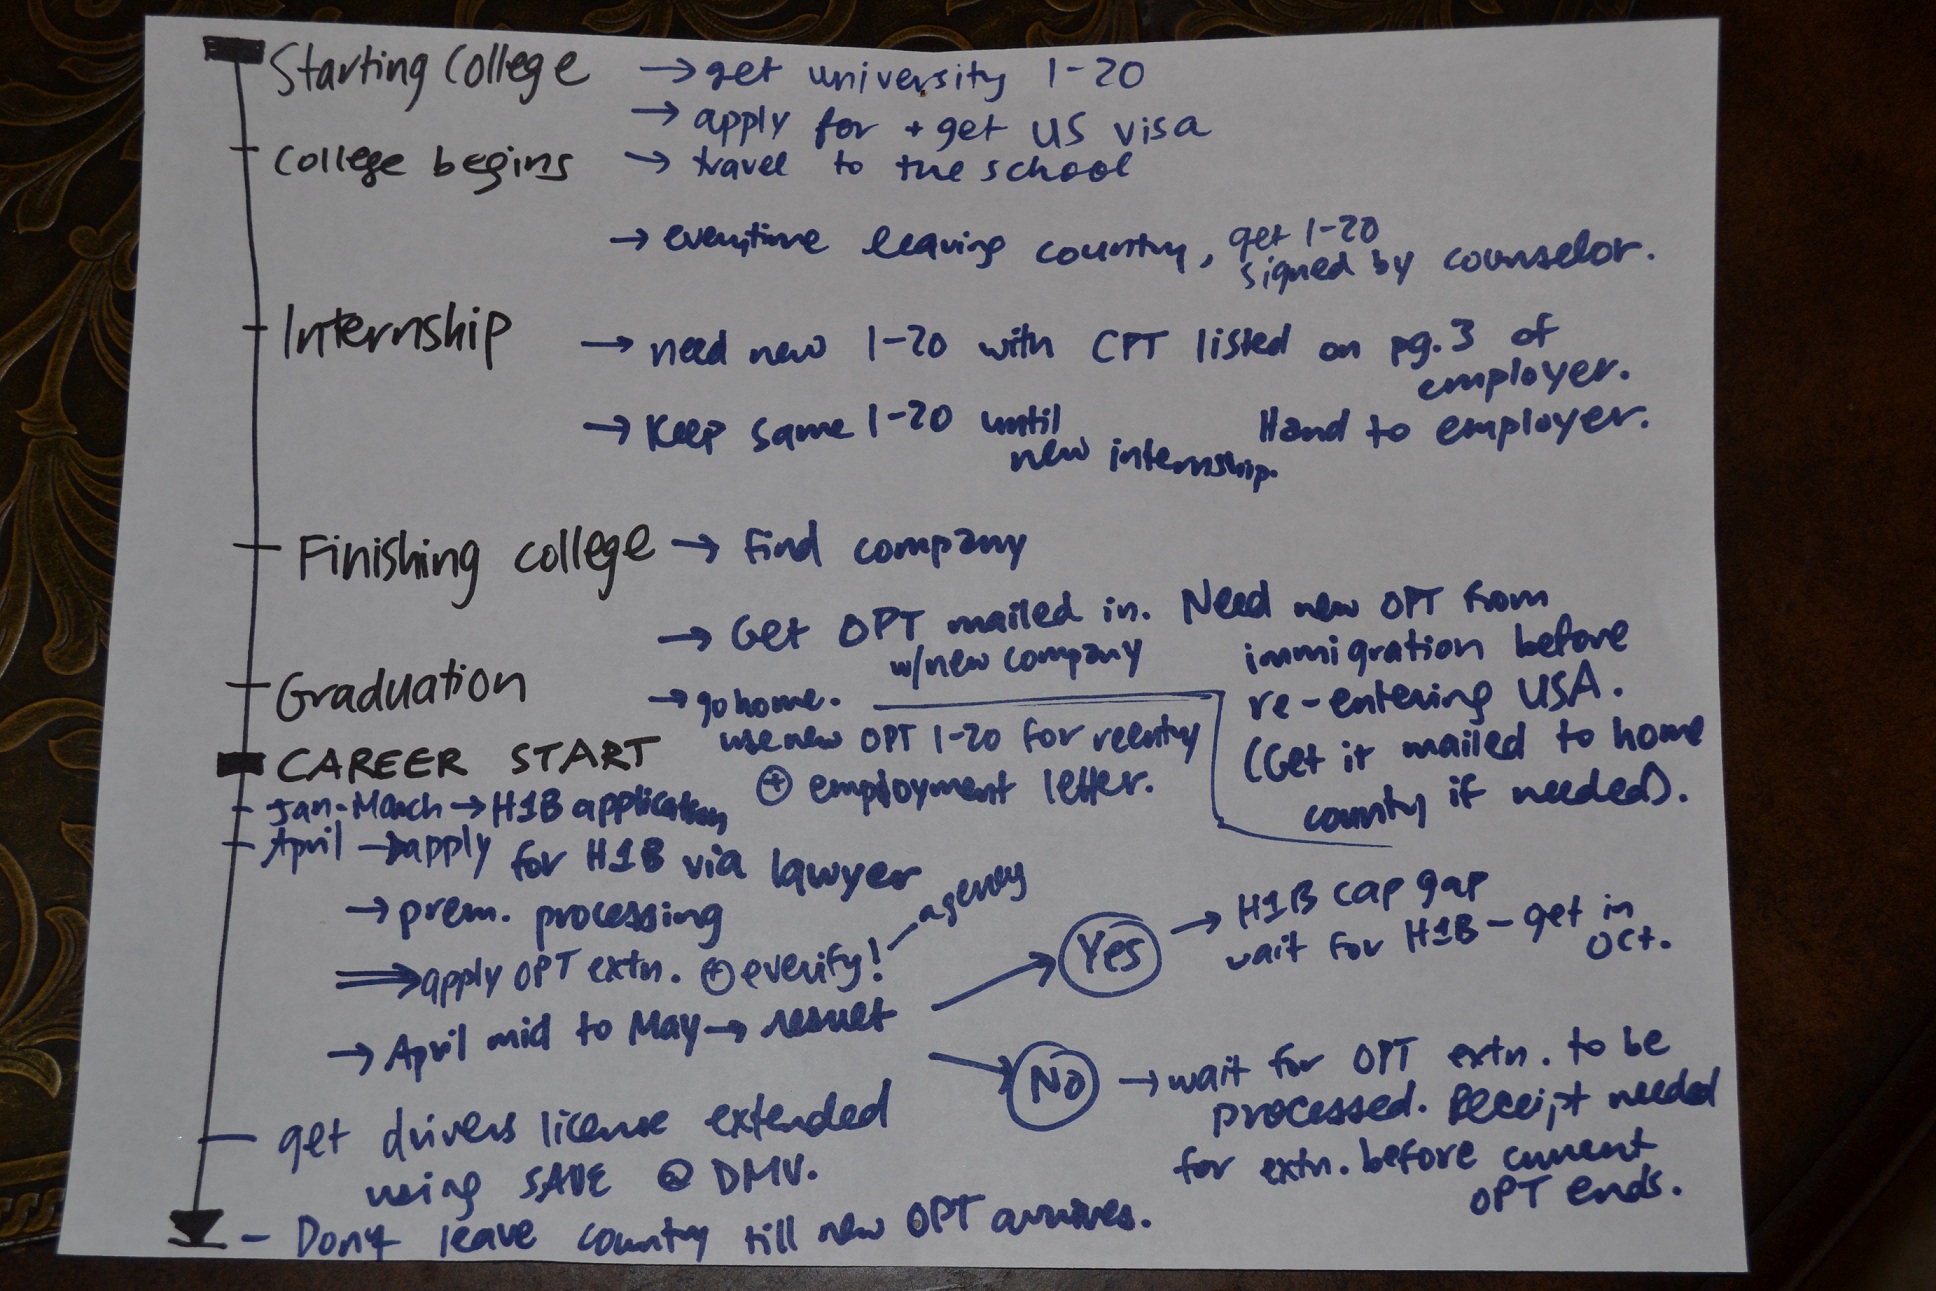 Starting College → get university I-20
→ apply for + get US visa
College begins → travel to the school
→ everytime leaving country, get I-20
signed by counselor.
Internship → need new I-20 with CPT listed on pg. 3 of
employer.
→ Keep same I-20 until Hand to employer.
new internship.
Finishing college → Find company
→ Get OPT mailed in. Need new OPT from
w/new company immigration before
Graduation → go home. re-entering USA.
use new OPT I-20 for reentry (Get it mailed to home
CAREER START ⊕ employment letter. county if needed).
Jan-March → H1B application
April → apply for H1B via lawyer
→ prem. processing
⇒ apply OPT extn. ⊕ everify! - agency
→ April mid to May → result
Yes → H1B cap gap
wait for H1B - get in
Oct.
No → wait for OPT extn. to be
processed. Receipt needed
for extn. before current
OPT ends.
get drivers license extended
using SAVE @ DMV.
- Dont leave country till new OPT arrives.